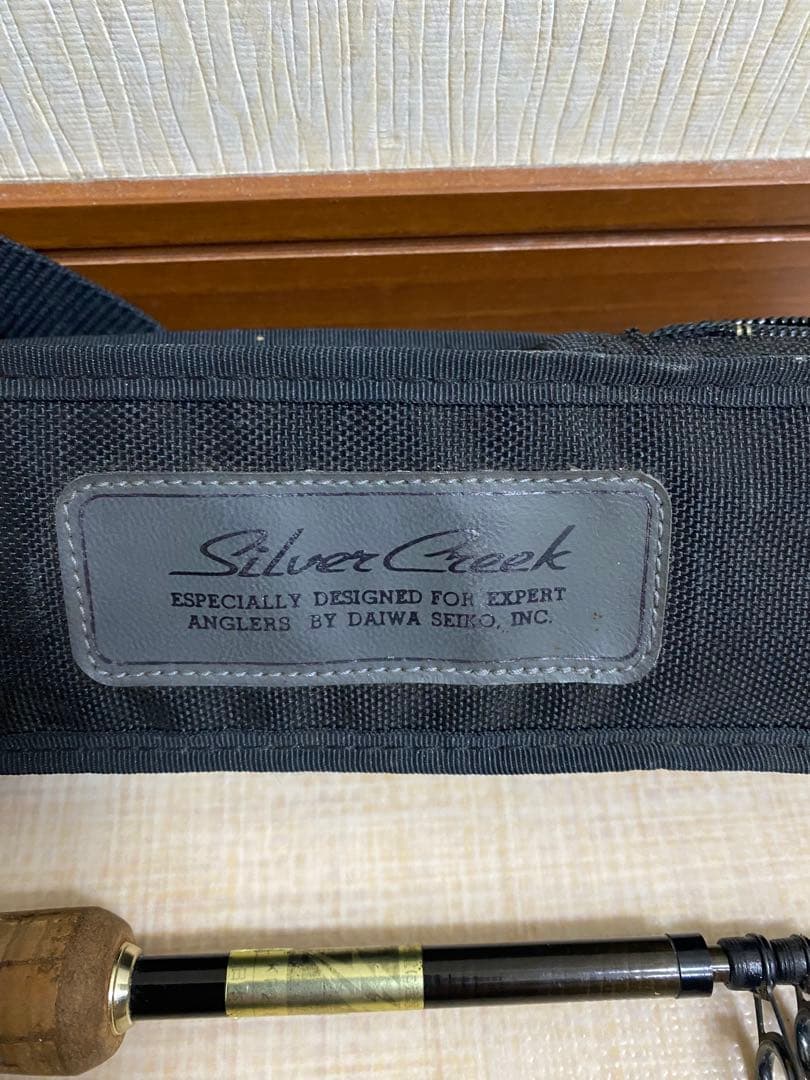 Silver Creek
ESPECIALLY DESIGNED FOR EXPERT
ANGLERS BY DAIWA SEIKO, INC.